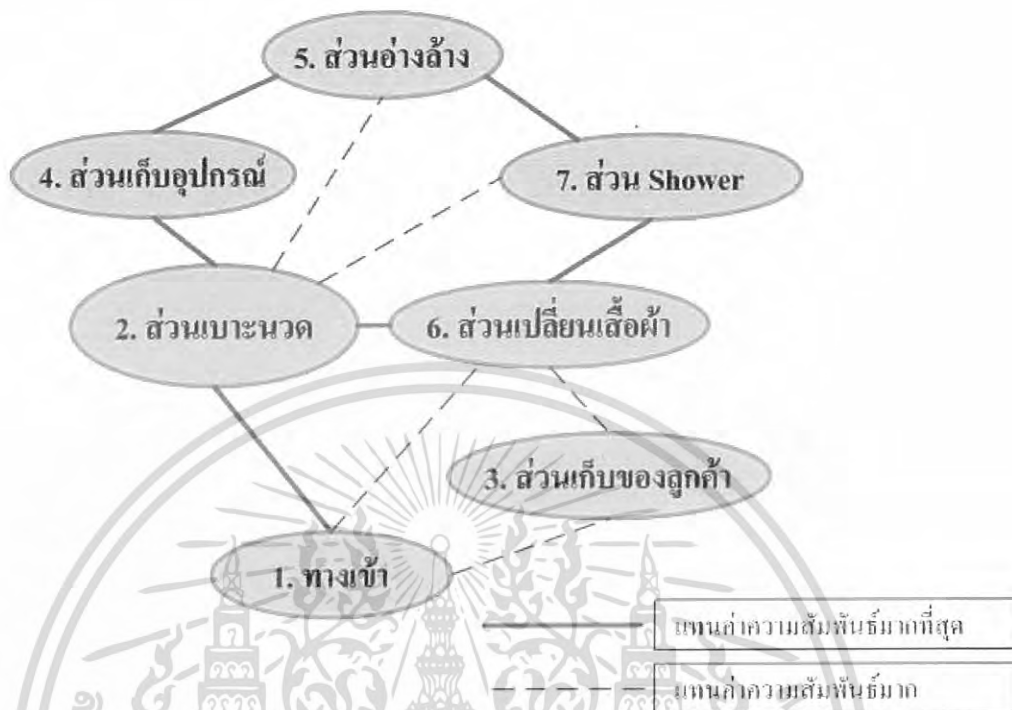 5. ส่วนอ่างล้าง
4. ส่วนเก็บอุปกรณ์
7. ส่วน Shower
2. ส่วนเบาะนวด
6. ส่วนเปลี่ยนเสื้อผ้า
3. ส่วนเก็บของลูกค้า
1. ทางเข้า
แทนค่าความสัมพันธ์มากที่สุด
แทนค่าความสัมพันธ์มาก